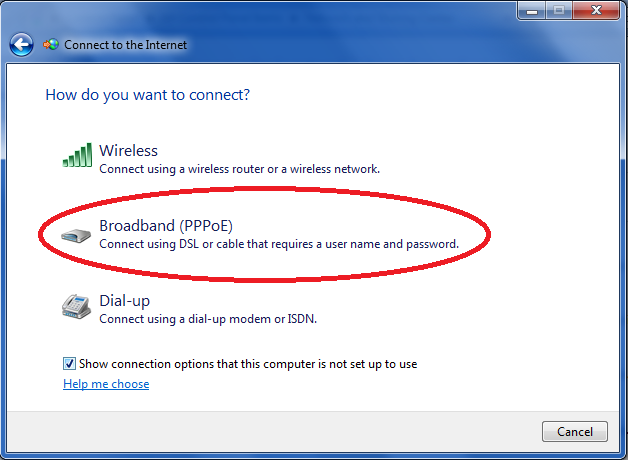 Connect to the Internet
How do you want to connect?
Wireless
Connect using a wireless router or a wireless network.
Broadband (PPPoE)
Connect using DSL or cable that requires a user name and password.
Dial-up
Connect using a dial-up modem or ISDN.
Show connection options that this computer is not set up to use
Help me choose
Cancel